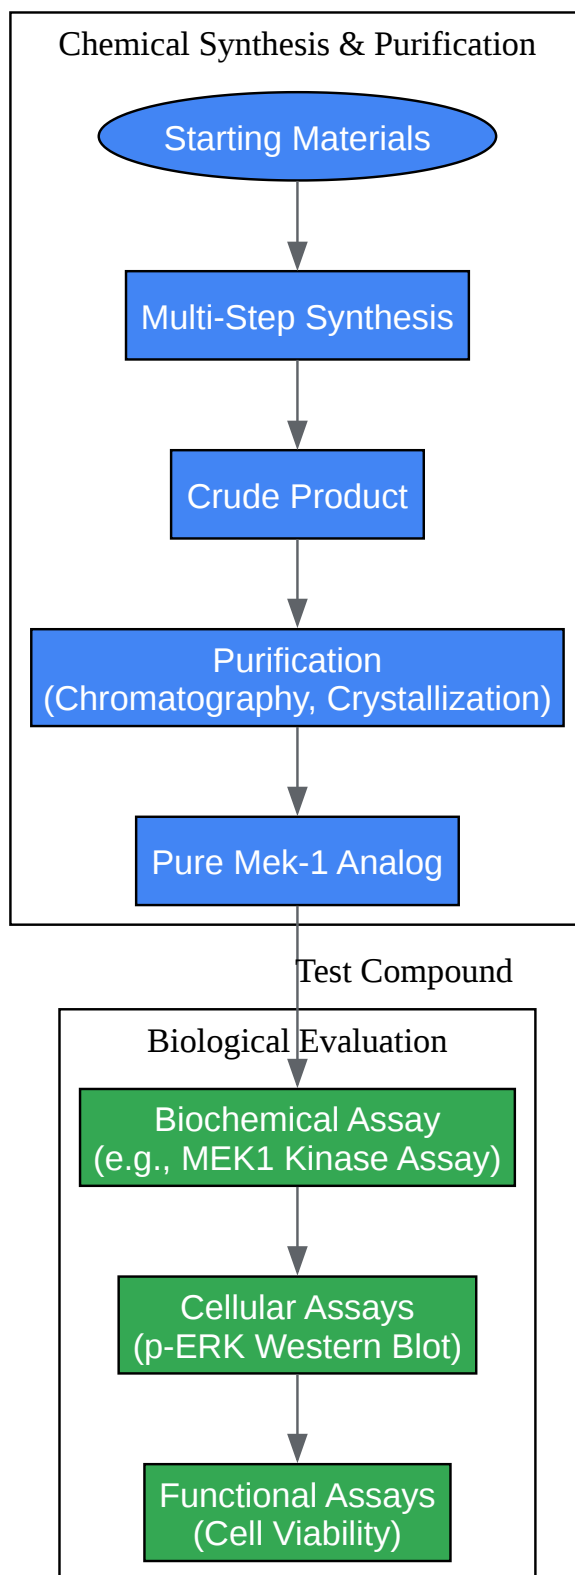 Chemical Synthesis & Purification
Starting Materials
Multi-Step Synthesis
Crude Product
Purification
(Chromatography, Crystallization)
Pure Mek-1 Analog
Test Compound
Biological Evaluation
Biochemical Assay
(e.g., MEK1 Kinase Assay)
Cellular Assays
(p-ERK Western Blot)
Functional Assays
(Cell Viability)